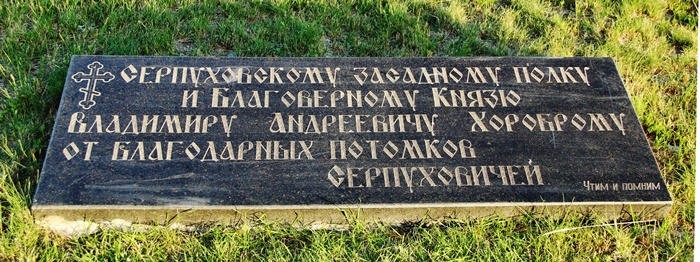 Серпуховскому засадному полку
и Благоверному Князю
Владимиру Андреевичу Хороброму
от благодарных потомков
Серпуховичей
Чтим и помним